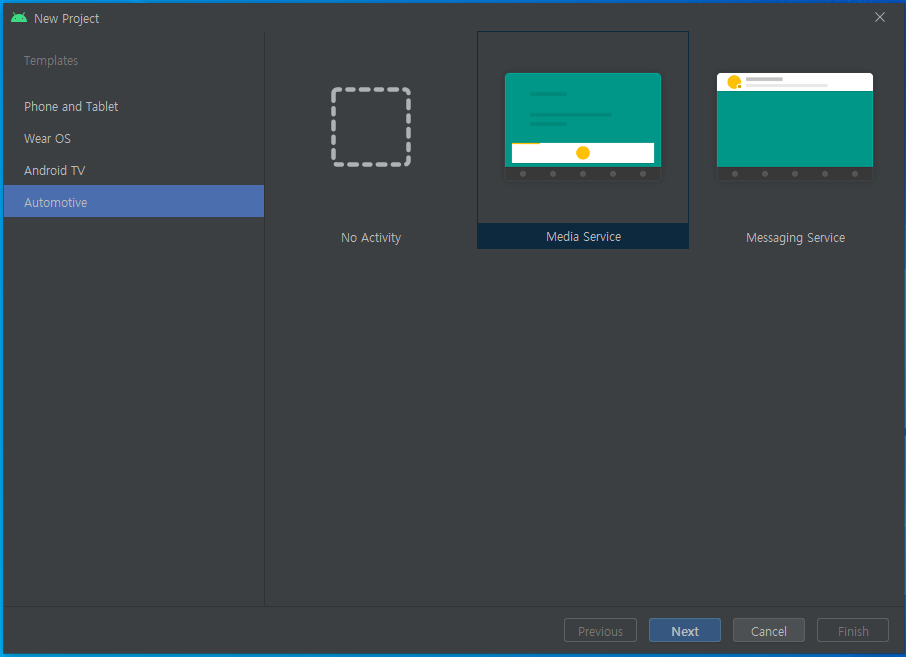 New Project
Templates
Phone and Tablet
Wear OS
Android TV
Automotive
No Activity
Media Service
Messaging Service
Previous
Next
Cancel
Finish